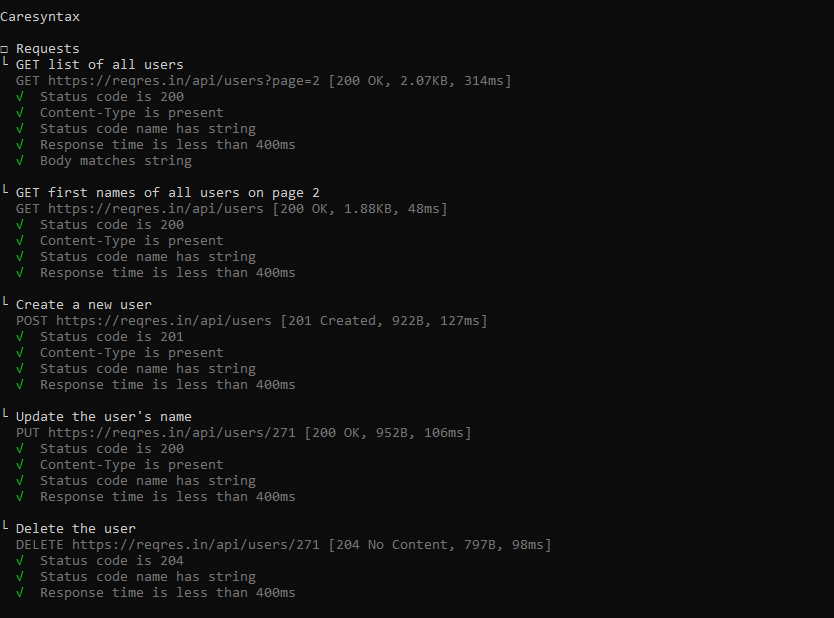 Caresyntax
□ Requests
└ GET list of all users
GET https://reqres.in/api/users?page=2 [200 OK, 2.07KB, 314ms]
√ Status code is 200
√ Content-Type is present
√ Status code name has string
√ Response time is less than 400ms
√ Body matches string
└ GET first names of all users on page 2
GET https://reqres.in/api/users [200 OK, 1.88KB, 48ms]
√ Status code is 200
√ Content-Type is present
√ Status code name has string
√ Response time is less than 400ms
└ Create a new user
POST https://reqres.in/api/users [201 Created, 922B, 127ms]
√ Status code is 201
√ Content-Type is present
√ Status code name has string
√ Response time is less than 400ms
└ Update the user's name
PUT https://reqres.in/api/users/271 [200 OK, 952B, 106ms]
√ Status code is 200
√ Content-Type is present
√ Status code name has string
√ Response time is less than 400ms
└ Delete the user
DELETE https://reqres.in/api/users/271 [204 No Content, 797B, 98ms]
√ Status code is 204
√ Status code name has string
√ Response time is less than 400ms